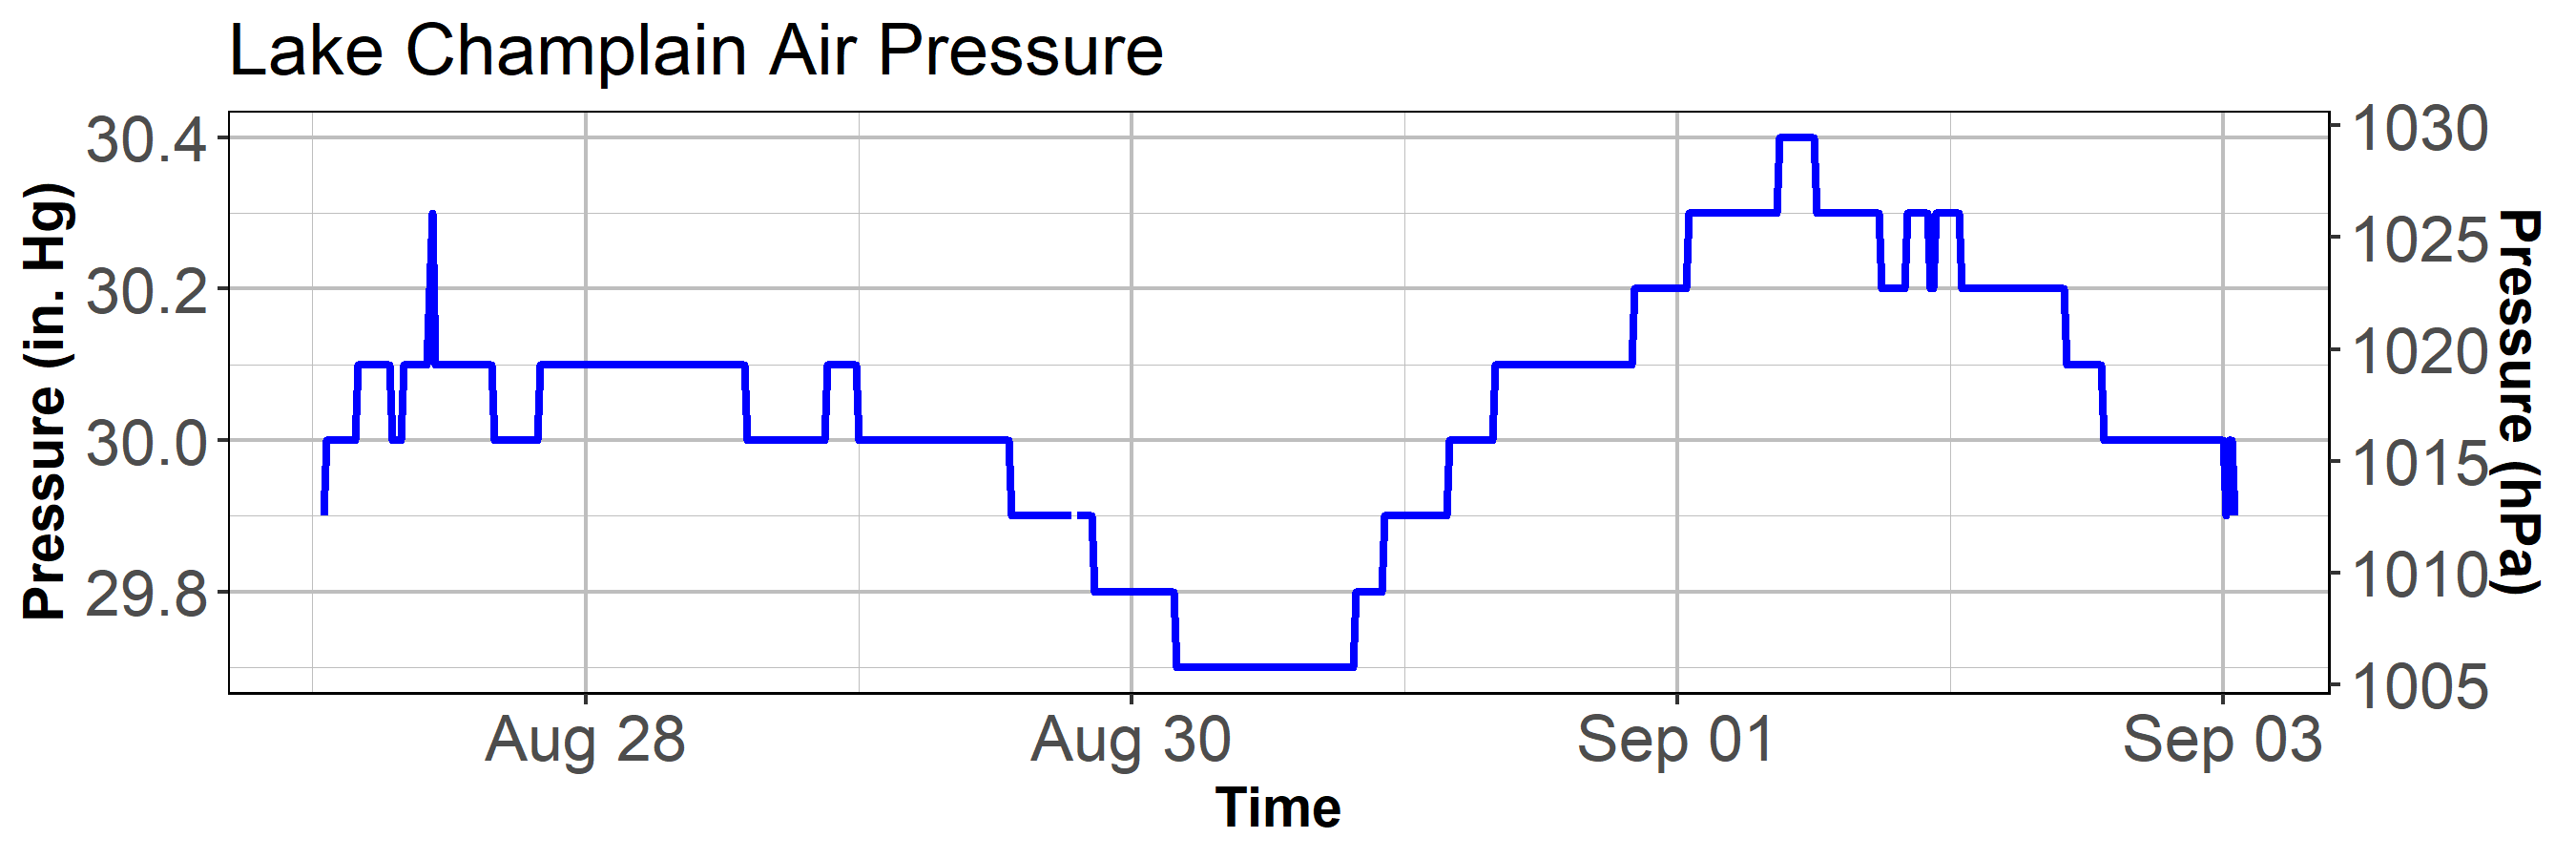 Lake Champlain Air Pressure
Pressure (in. Hg)
30.4
30.2
30.0
29.8
1030
1025
1020
1015
1010
1005
Pressure (hPa)
Aug 28
Aug 30
Sep 01
Sep 03
Time